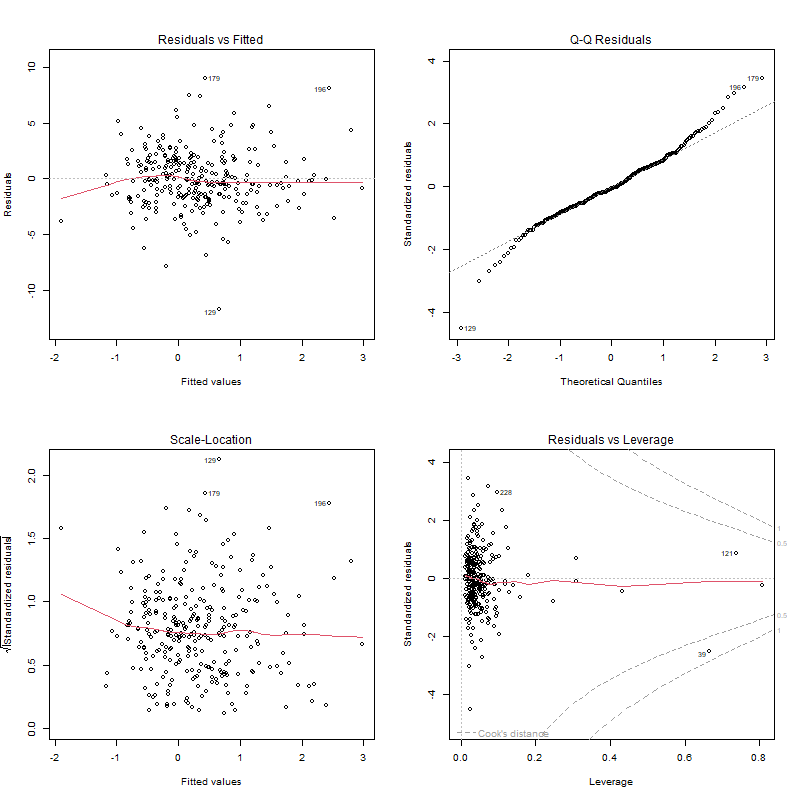 Residuals vs Fitted
Residuals
10
5
0
-5
-10
179
196
129
-2 -1 0 1 2 3
Fitted values
Q-Q Residuals
Standardized residuals
4
2
0
-2
-4
179
196
129
-3 -2 -1 0 1 2 3
Theoretical Quantiles
Scale-Location
√|Standardized residuals|
2.0
1.5
1.0
0.5
0.0
129
179
196
-2 -1 0 1 2 3
Fitted values
Residuals vs Leverage
Standardized residuals
4
2
0
-2
-4
228
121
39
1
0.5
0.5
1
Cook's distance
0.0 0.2 0.4 0.6 0.8
Leverage